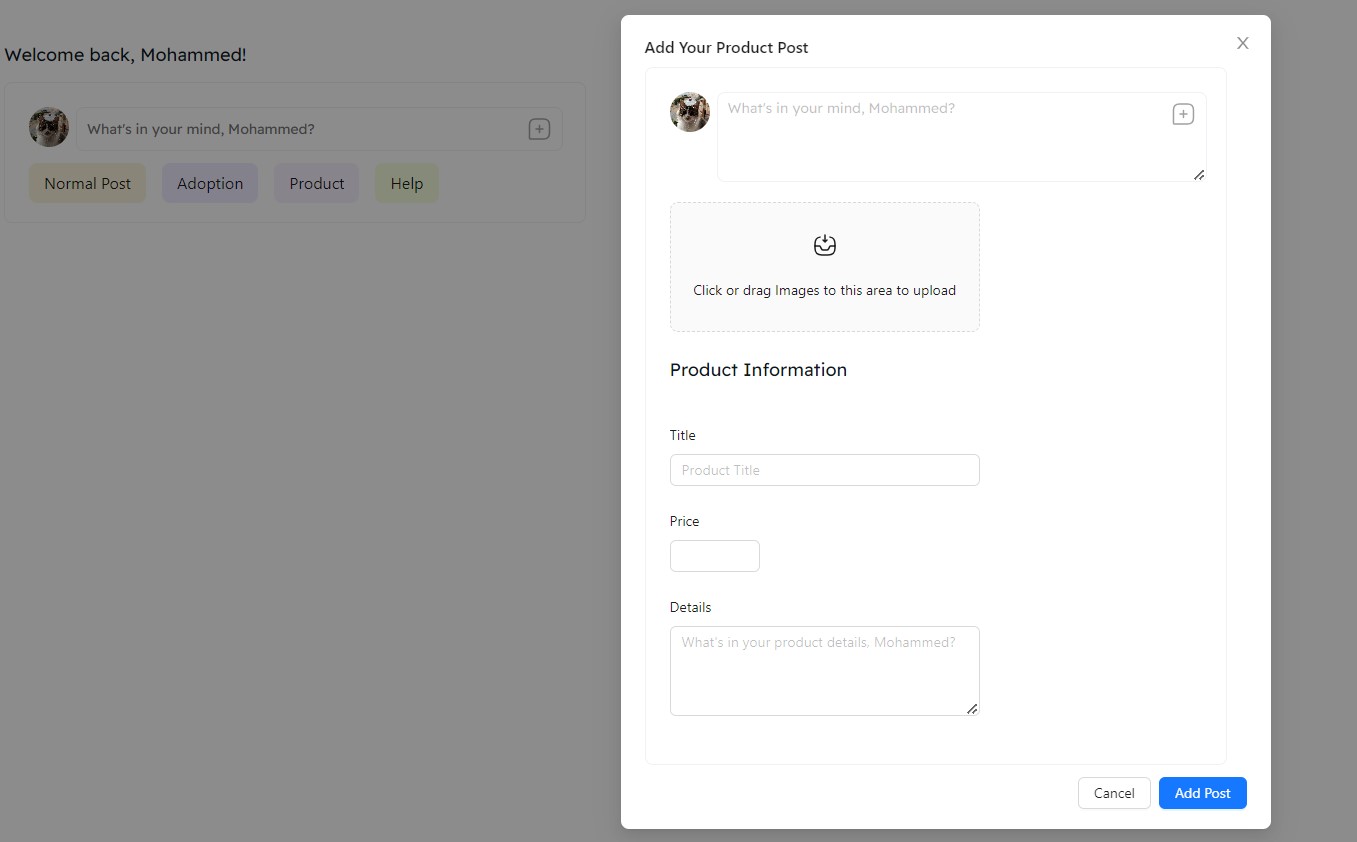 Welcome back, Mohammed!
What's in your mind, Mohammed?
Normal Post
Adoption
Product
Help
Add Your Product Post
What's in your mind, Mohammed?
Click or drag Images to this area to upload
Product Information
Title
Product Title
Price
Details
What's in your product details, Mohammed?
Cancel
Add Post